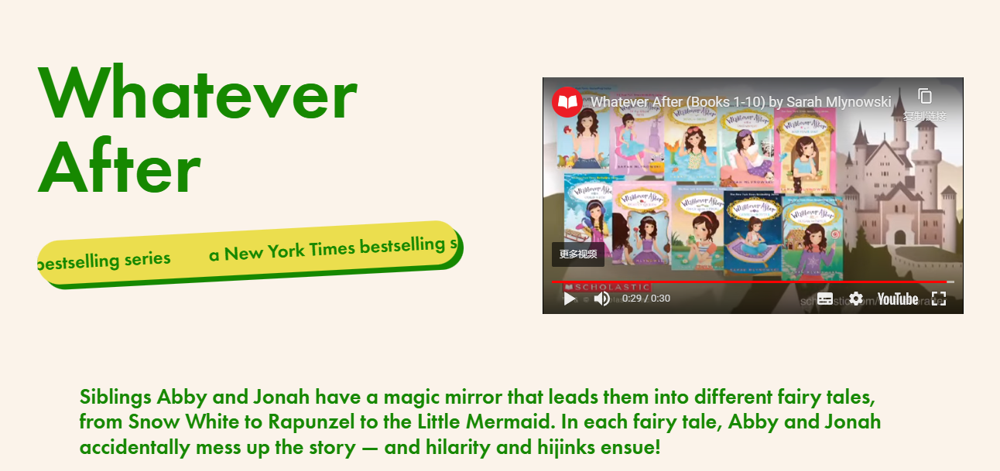 Whatever
After
bestselling series a New York Times bestselling s
Whatever After (Books 1-10) by Sarah Mlynowski
复制链接
更多视频
SCHOLASTIC
0:29 / 0:30
YouTube
Siblings Abby and Jonah have a magic mirror that leads them into different fairy tales,
from Snow White to Rapunzel to the Little Mermaid. In each fairy tale, Abby and Jonah
accidentally mess up the story — and hilarity and hijinks ensue!